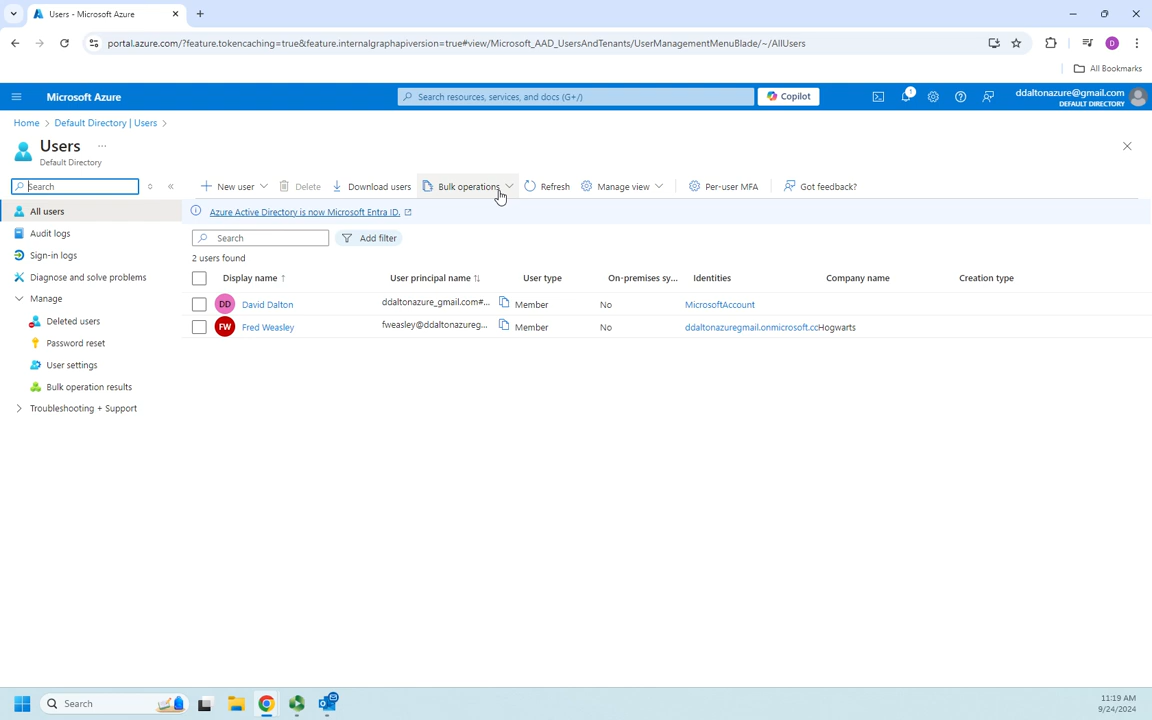 Users - Microsoft Azure
portal.azure.com/?feature.tokencaching=true&feature.internalgraphapiversion=true#view/Microsoft_AAD_UsersAndTenants/UserManagementMenuBlade/~/AllUsers
D
All Bookmarks
Microsoft Azure
Search resources, services, and docs (G+/)
Copilot
1
ddaltonazure@gmail.com
DEFAULT DIRECTORY
Home > Default Directory | Users >
Users ...
Default Directory
Search
New user
Delete
Download users
Bulk operations
Refresh
Manage view
Per-user MFA
Got feedback?
All users
Audit logs
Sign-in logs
Diagnose and solve problems
Manage
Deleted users
Password reset
User settings
Bulk operation results
Troubleshooting + Support
Azure Active Directory is now Microsoft Entra ID.
Search
Add filter
2 users found
Display name ↑ User principal name ↑↓ User type On-premises sy... Identities Company name Creation type
DD David Dalton ddaltonazure_gmail.com#... Member No MicrosoftAccount
FW Fred Weasley fweasley@ddaltonazureg... Member No ddaltonazuregmail.onmicrosoft.cc Hogwarts
Search
11:19 AM
9/24/2024